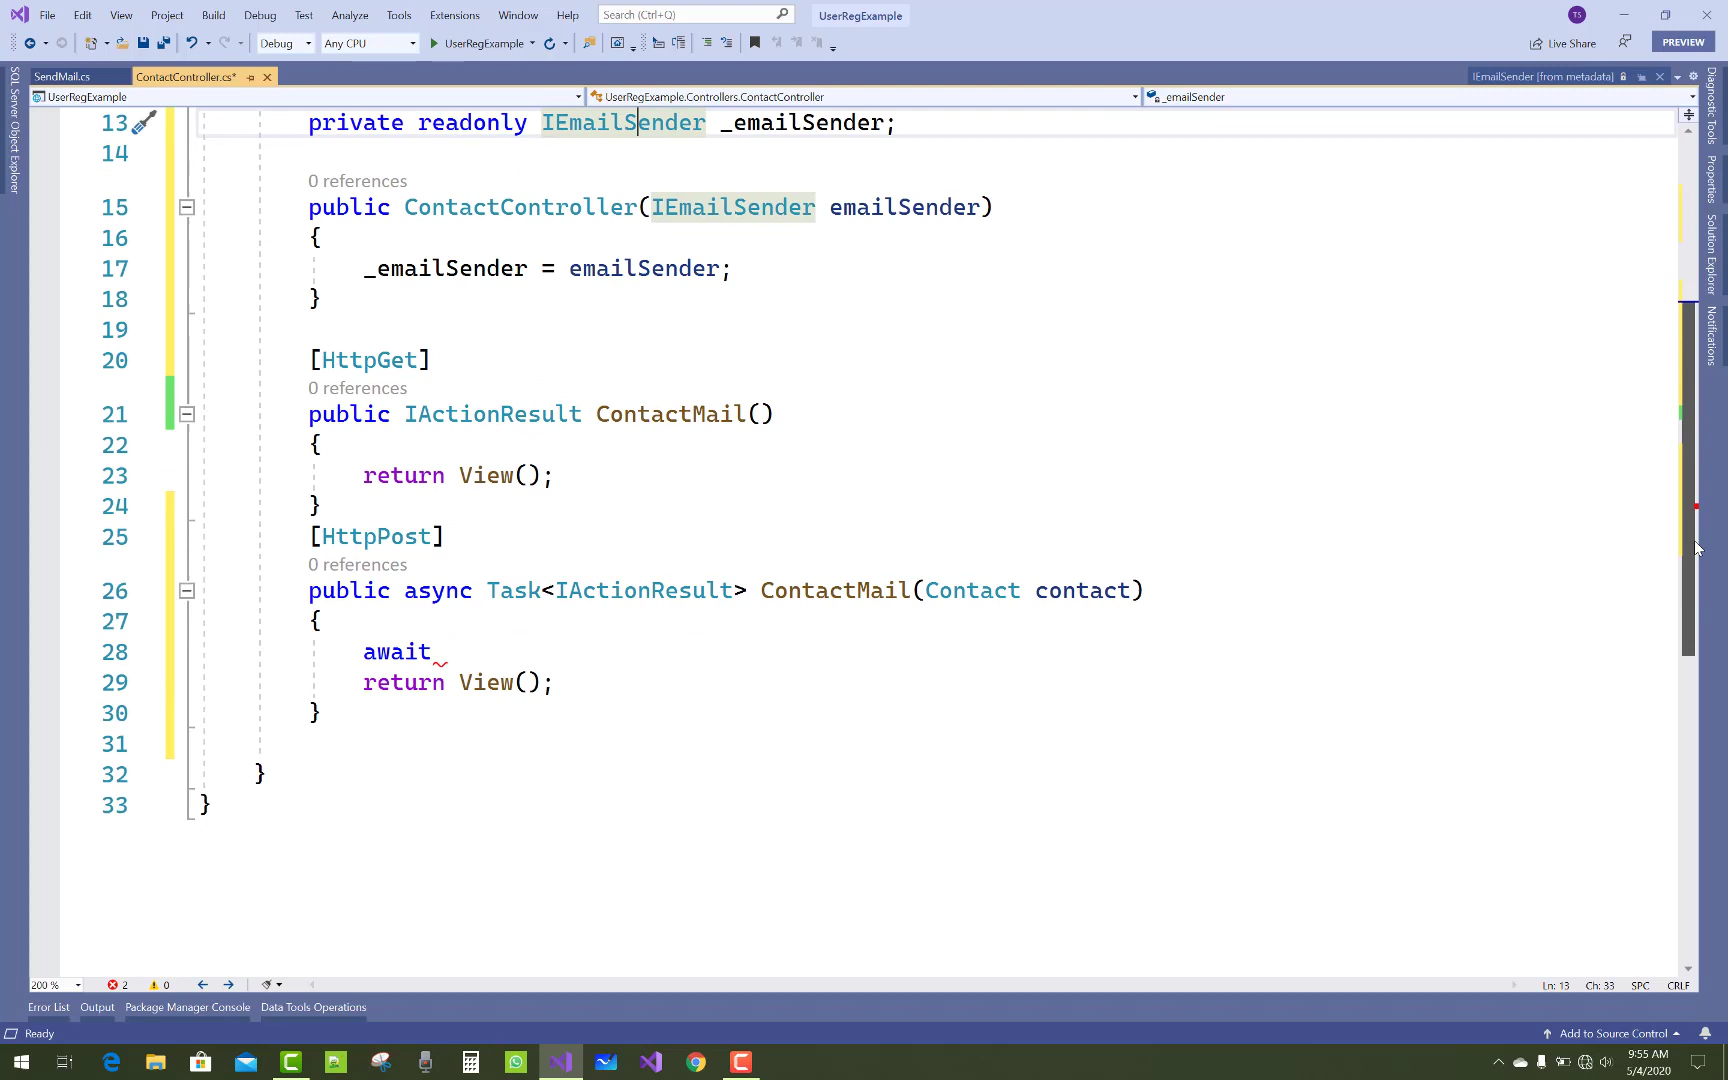 File Edit View Project Build Debug Test Analyze Tools Extensions Window Help Search (Ctrl+Q) UserRegExample TS
Debug Any CPU UserRegExample Live Share PREVIEW
SendMail.cs ContactController.cs* IEmailSender [from metadata]
UserRegExample UserRegExample.Controllers.ContactController _emailSender
SQL Server Object Explorer
Diagnostic Tools
Properties
Solution Explorer
Notifications
13 private readonly IEmailSender _emailSender;
14
0 references
15 public ContactController(IEmailSender emailSender)
16 {
17 _emailSender = emailSender;
18 }
19
20 [HttpGet]
0 references
21 public IActionResult ContactMail()
22 {
23 return View();
24 }
25 [HttpPost]
0 references
26 public async Task<IActionResult> ContactMail(Contact contact)
27 {
28 await
29 return View();
30 }
31
32 }
33 }
200 % 2 0 Ln: 13 Ch: 33 SPC CRLF
Error List Output Package Manager Console Data Tools Operations
Ready Add to Source Control
9:55 AM
5/4/2020